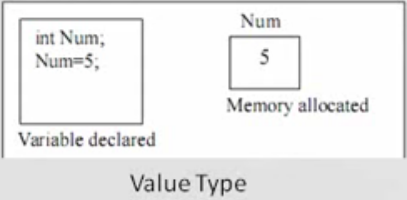 int Num;
Num=5;
Variable declared
Num
5
Memory allocated
Value Type